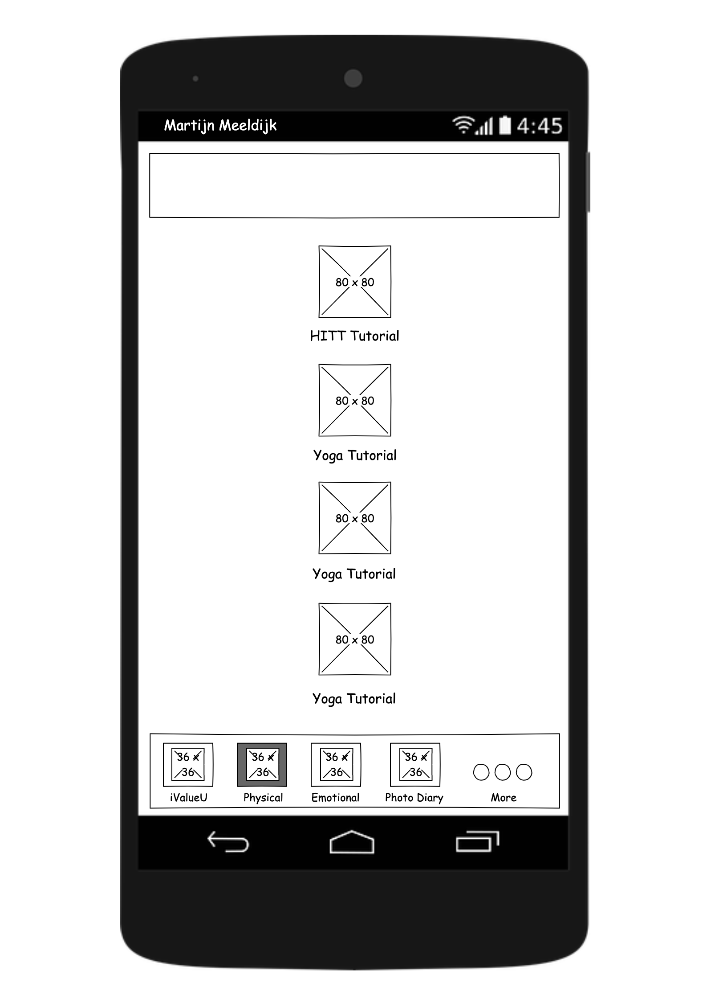 Martijn Meeldijk
4:45
80 x 80
HITT Tutorial
80 x 80
Yoga Tutorial
80 x 80
Yoga Tutorial
80 x 80
Yoga Tutorial
36 x
36
iValueU
36 x
36
Physical
36 x
36
Emotional
36 x
36
Photo Diary
More